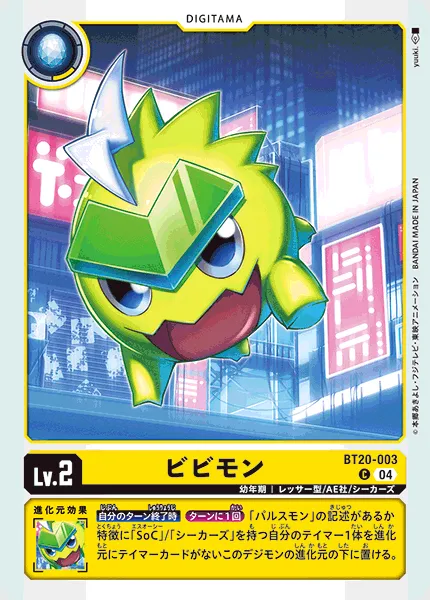 DIGITAMA
yuuki.
©本郷あきよし・フジテレビ・東映アニメーション BANDAI MADE IN JAPAN
Lv.2
ビビモン
BT20-003
C 04
幼年期 | レッサー型/AE社/シーカーズ
進化元効果
自分のターン終了時 ターンに1回 「パルスモン」の記述があるか
特徴に「SoC」/「シーカーズ」を持つ自分のテイマー1体を進化
元にテイマーカードがないこのデジモンの進化元の下に置ける。